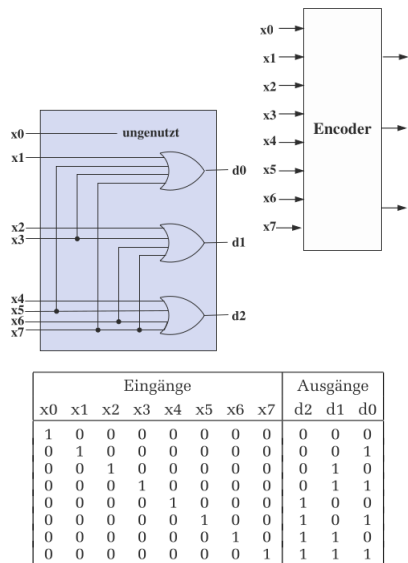 x0 ungenutzt
x1
d0
x2
x3
d1
x4
x5
x6
x7
d2
x0
x1
x2
x3
x4
x5
x6
x7
Encoder
Eingänge Ausgänge
x0 x1 x2 x3 x4 x5 x6 x7 d2 d1 d0
1 0 0 0 0 0 0 0 0 0 0
0 1 0 0 0 0 0 0 0 0 1
0 0 1 0 0 0 0 0 0 1 0
0 0 0 1 0 0 0 0 0 1 1
0 0 0 0 1 0 0 0 1 0 0
0 0 0 0 0 1 0 0 1 0 1
0 0 0 0 0 0 1 0 1 1 0
0 0 0 0 0 0 0 1 1 1 1